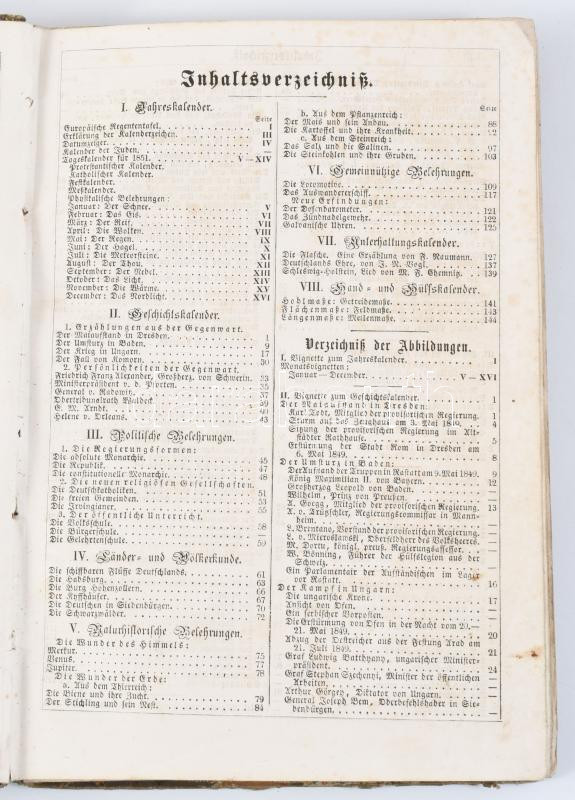 Inhaltsverzeichniß.
I. Jahreskalender.
Seite
Europäische Regententafel. I
Erklärung der Kalenderzeichen. III
Datumzeiger. IV
Kalender der Juden.
Tageskalender für 1851. V — XIV
Protestantischer Kalender.
Katholischer Kalender.
Festkalender.
Meßkalender.
Physikalische Belehrungen:
Januar: Der Schnee. V
Februar: Das Eis. VI
März: Der Reif. VII
April: Die Wolken. VIII
Mai: Der Regen. IX
Juni: Der Hagel. X
Juli: Die Meteorsteine. XI
August: Der Thau. XII
September: Der Nebel. XIII
Oktober: Das Licht. XIV
November: Die Wärme. XV
December: Das Nordlicht. XVI
II. Geschichtskalender.
1. Erzählungen aus der Gegenwart.
Der Maiaufstand in Dresden. 1
Der Umsturz in Baden. 9
Der Krieg in Ungarn. 17
Der Fall von Komorn. 30
2. Persönlichkeiten der Gegenwart.
Friedrich Franz Alexander, Großherz. von Schwerin. 33
Ministerpräsident v. d. Pfordten. 35
General v. Radowitz. 37
Obertribunalrath Waldeck 39
E. M. Arndt. 40
Helene v. Orleans. 43
III. Politische Belehrungen.
1. Die Regierungsformen:
Die absolute Monarchie. 45
Die Republik. 47
Die constitutionelle Monarchie. 48
2. Die neuen religiösen Gesellschaften.
Die Deutschkatholiken. 51
Die freien Gemeinden. 53
Die Irvingianer. 55
3. Der öffentliche Unterricht.
Die Volksschule. 58
Die Bürgerschule. —
Die Gelehrtenschule. 59
IV. Länder- und Völkerkunde.
Die schiffbaren Flüsse Deutschlands. 61
Die Habsburg. 63
Die Burg Hohenzollern. 66
Der Kyffhäuser. 67
Die Deutschen in Siebenbürgen. 70
Die Schwarzwälder. 72
V. Naturhistorische Belehrungen.
Die Wunder des Himmels:
Merkur. 75
Venus. 77
Jupiter. 78
Die Wunder der Erde:
a. Aus dem Thierreich:
Die Biene und ihre Zucht. 79
Der Stichling und sein Nest. 84
Seite
b. Aus dem Pflanzenreich:
Der Mais und sein Anbau. 88
Die Kartoffel und ihre Krankheit. 92
c. Aus dem Steinreich:
Das Salz und die Salinen. 97
Die Steinkohlen und ihre Gruben. 103
VI. Gemeinnützige Belehrungen.
Die Lokomotive. 109
Das Auswandererschiff. 117
Neue Erfindungen:
Der Dosenbarometer. 121
Das Zündnadelgewehr. 122
Galvanische Uhren. 125
VII. Unterhaltungskalender.
Die Flasche. Eine Erzählung von F. Naumann. 127
Deutschlands Ehre, von J. N. Vogl. 137
Schleswig-Holstein, Lied von M. F. Chemnitz. 139
VIII. Hand- und Hülfskalender.
Hohlmaße: Getreidemaße. 141
Flächenmaße: Feldmaße. 143
Längenmaße: Meilenmaße. 144
Verzeichniß der Abbildungen.
I. Vignette zum Jahreskalender. 1
Monatsvignetten:
Januar — December. V — XVI
II. Vignette zum Geschichtskalender. 1
Der Maiaufstand in Dresden:
Karl Todt, Mitglied der provisorischen Regierung. 1
Sturm auf das Zeughaus am 3. Mai 1849. 4
Sitzung der provisorischen Regierung im Alt-
städter Rathhause. 5
Erstürmung der Stadt Rom in Dresden am
6. Mai 1849. 8
Der Umsturz in Baden:
Der Aufstand der Truppen in Rastatt am 9. Mai 1849. 9
König Maximilian II. von Bayern. 12
Großherzog Leopold von Baden. —
Wilhelm, Prinz von Preußen. —
A. Goegg, Mitglied der provisorischen Regierung. 13
A. v. Trützschler, Regierungskommissar in Mann-
heim. —
L. Brentano, Vorstand der provisorischen Regierung. —
L. v. Mieroslawski, Oberfeldherr des Volksheeres. —
M. Dortu, königl. preuß. Regierungsassessor. —
W. Bönning, Führer der Hülfslegion aus der
Schweiz. —
Ein Parlamentair der Aufständischen im Lager
vor Rastatt. 16
Der Kampf in Ungarn:
Die ungarische Krone. 17
Ansicht von Ofen. —
Ein serbischer Vorposten. —
Die Erstürmung von Ofen in der Nacht vom 20.—
21. Mai 1849. 20
Abzug der Oestreicher aus der Festung Arad am
21. Juli 1849. 21
Graf Ludwig Batthyany, ungarischer Minister-
präsident. 24
Graf Stephan Szechenyi, Minister der öffentlichen
Arbeiten. —
Arthur Görgey, Diktator von Ungarn. —
General Joseph Bem, Oberbefehlshaber in Sie-
benbürgen. —